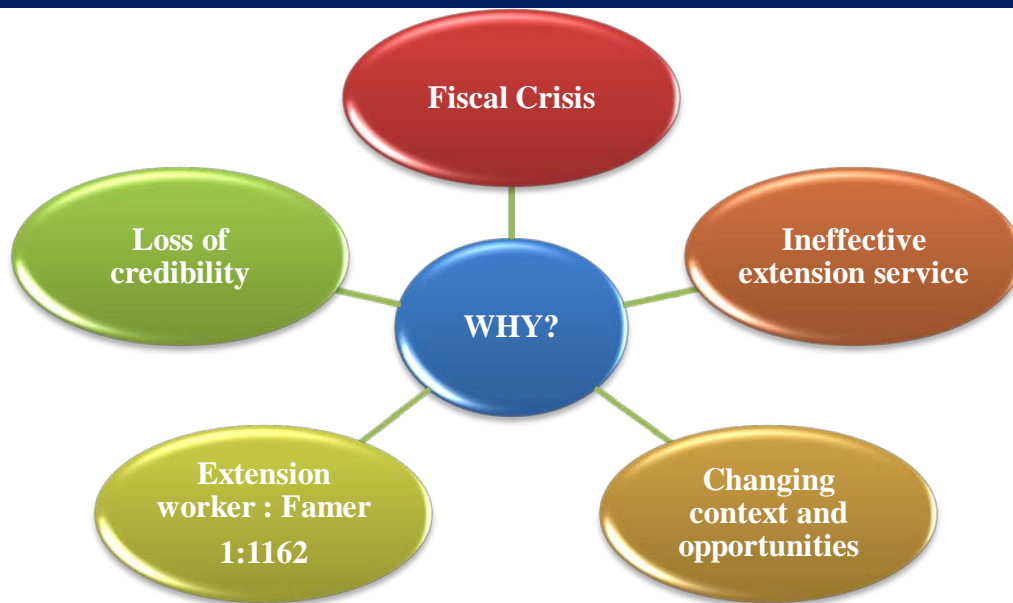 Fiscal Crisis
Loss of
credibility
Ineffective
extension service
WHY?
Extension
worker : Famer
1:1162
Changing
context and
opportunities